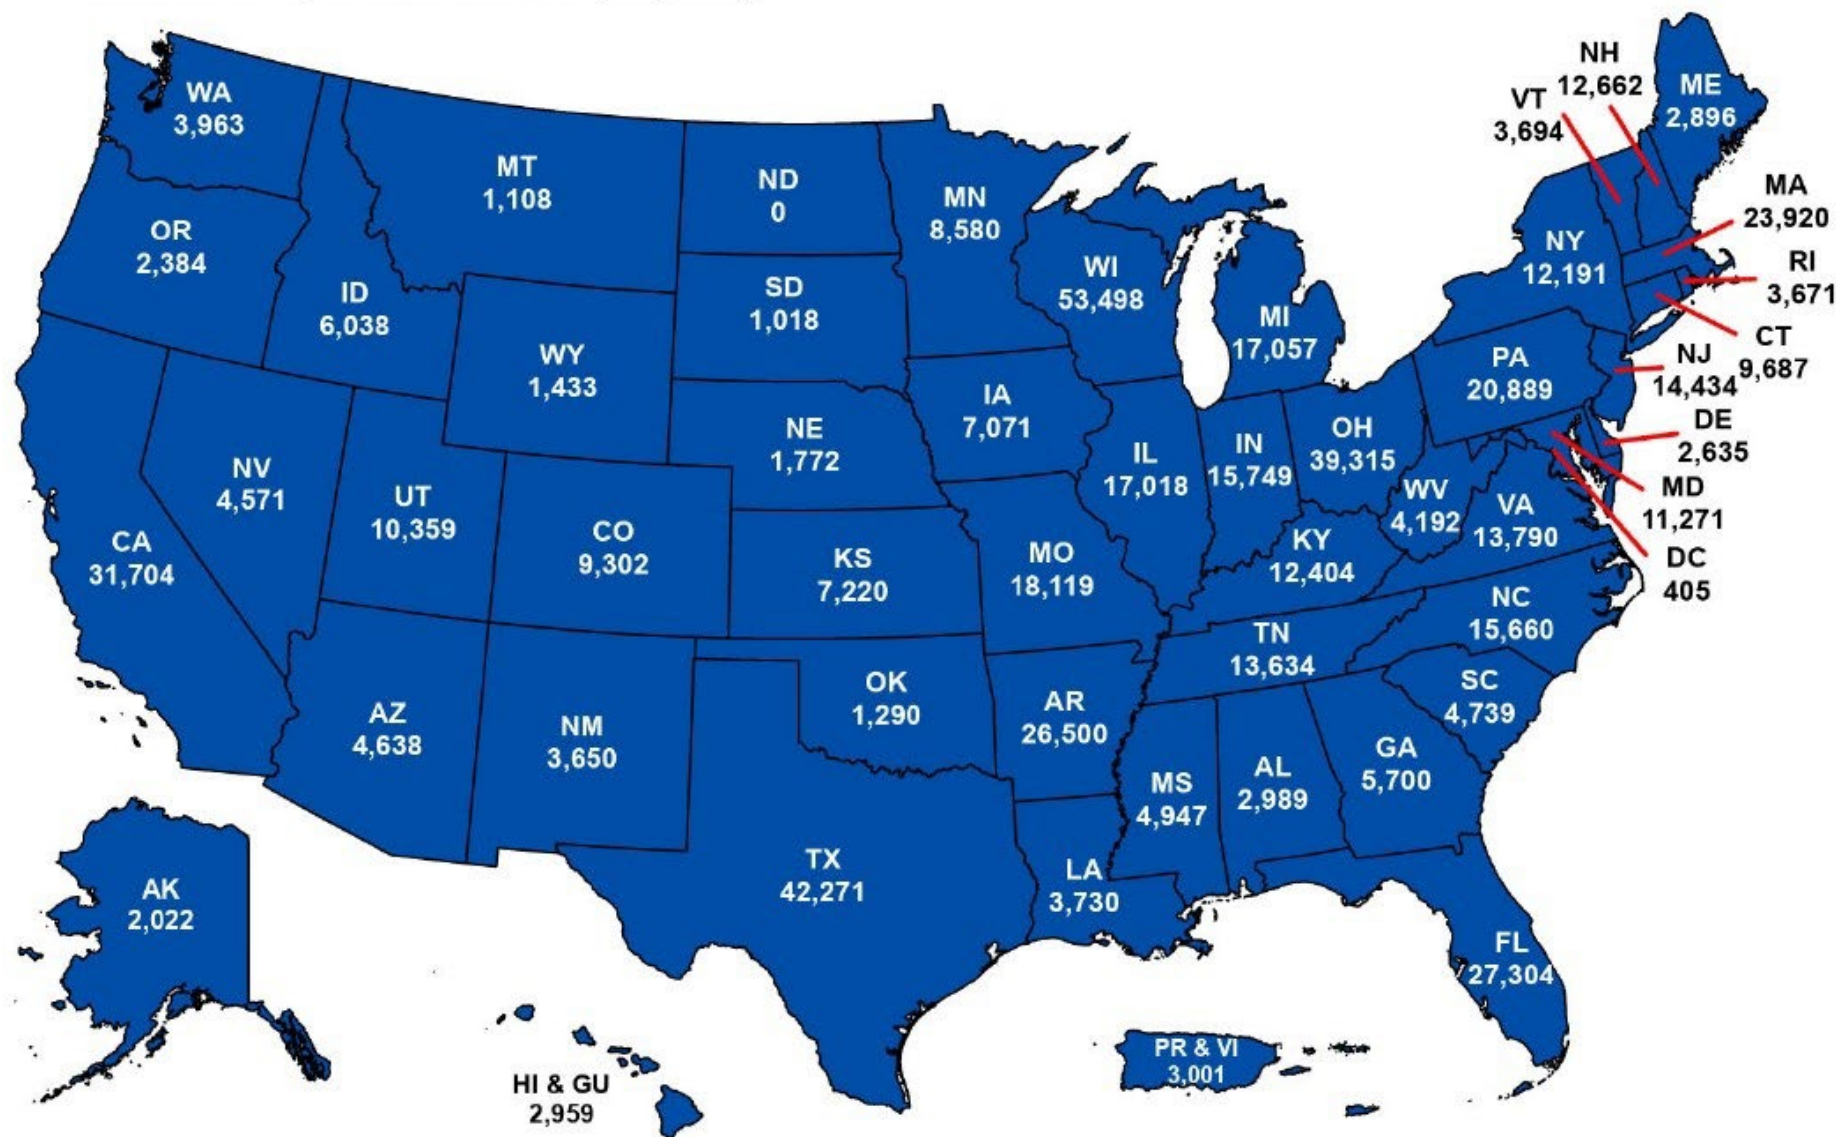 WA
3,963
OR
2,384
ID
6,038
MT
1,108
WY
1,433
ND
0
SD
1,018
NE
1,772
MN
8,580
IA
7,071
WI
53,498
MI
17,057
NV
4,571
UT
10,359
CO
9,302
CA
31,704
AZ
4,638
NM
3,650
KS
7,220
OK
1,290
TX
42,271
MO
18,119
AR
26,500
LA
3,730
IL
17,018
IN
15,749
OH
39,315
KY
12,404
TN
13,634
MS
4,947
AL
2,989
GA
5,700
FL
27,304
SC
4,739
NC
15,660
VA
13,790
WV
4,192
PA
20,889
NY
12,191
VT
3,694
NH
12,662
ME
2,896
MA
23,920
RI
3,671
CT
9,687
NJ
14,434
DE
2,635
MD
11,271
DC
405
AK
2,022
HI & GU
2,959
PR & VI
3,001